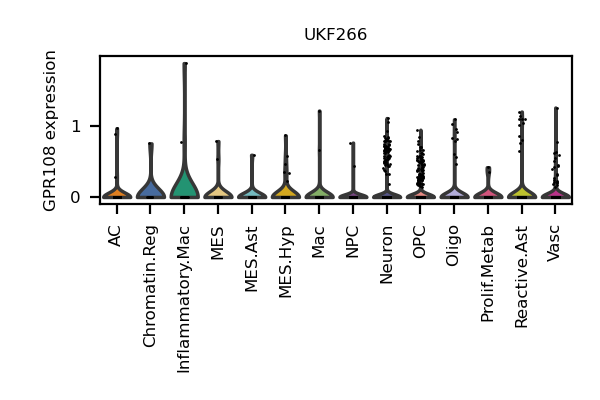 UKF266
GPR108 expression
1
0
AC
Chromatin.Reg
Inflammatory.Mac
MES
MES.Ast
MES.Hyp
Mac
NPC
Neuron
OPC
Oligo
Prolif.Metab
Reactive.Ast
Vasc